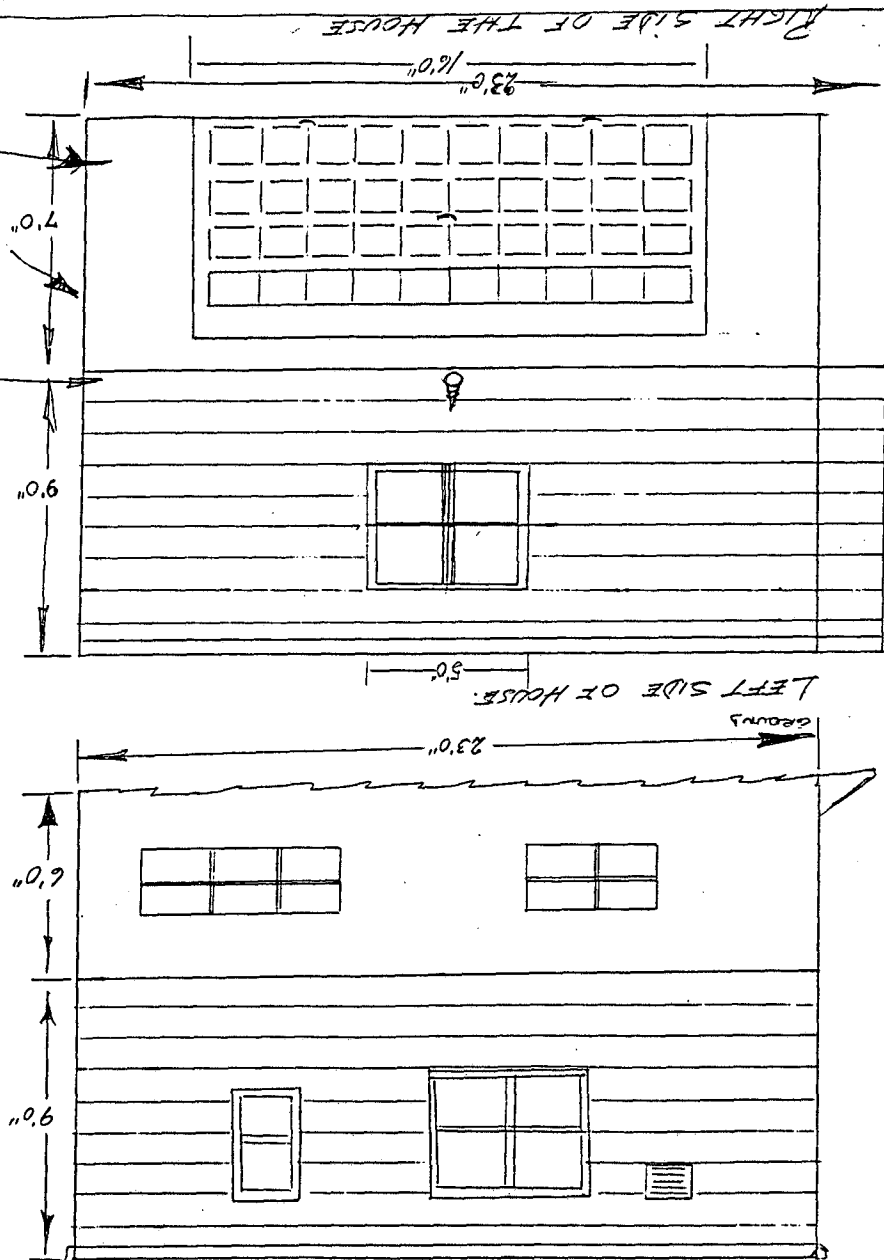 9'0"
6'0"
23'0"
GROUND
LEFT SIDE OF HOUSE.
5'0"
9'0"
7'0"
23'0"
16'0"
RIGHT SIDE OF THE HOUSE